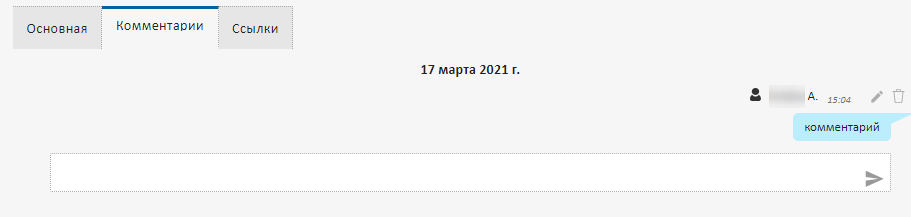 Основная Комментарии Ссылки
17 марта 2021 г.
А. 15:04
комментарий